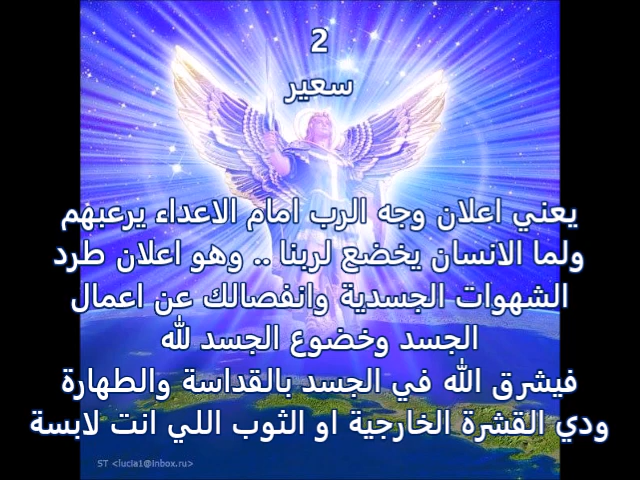 2
سعير
يعني اعلان وجه الرب امام الاعداء يرعبهم
ولما الانسان يخضع لربنا .. وهو اعلان طرد
الشهوات الجسدية وانفصالك عن اعمال
الجسد وخضوع الجسد لله
فيشرق الله في الجسد بالقداسة والطهارة
ودي القشرة الخارجية او الثوب اللي انت لابسة
ST <lucia1@inbox.ru>